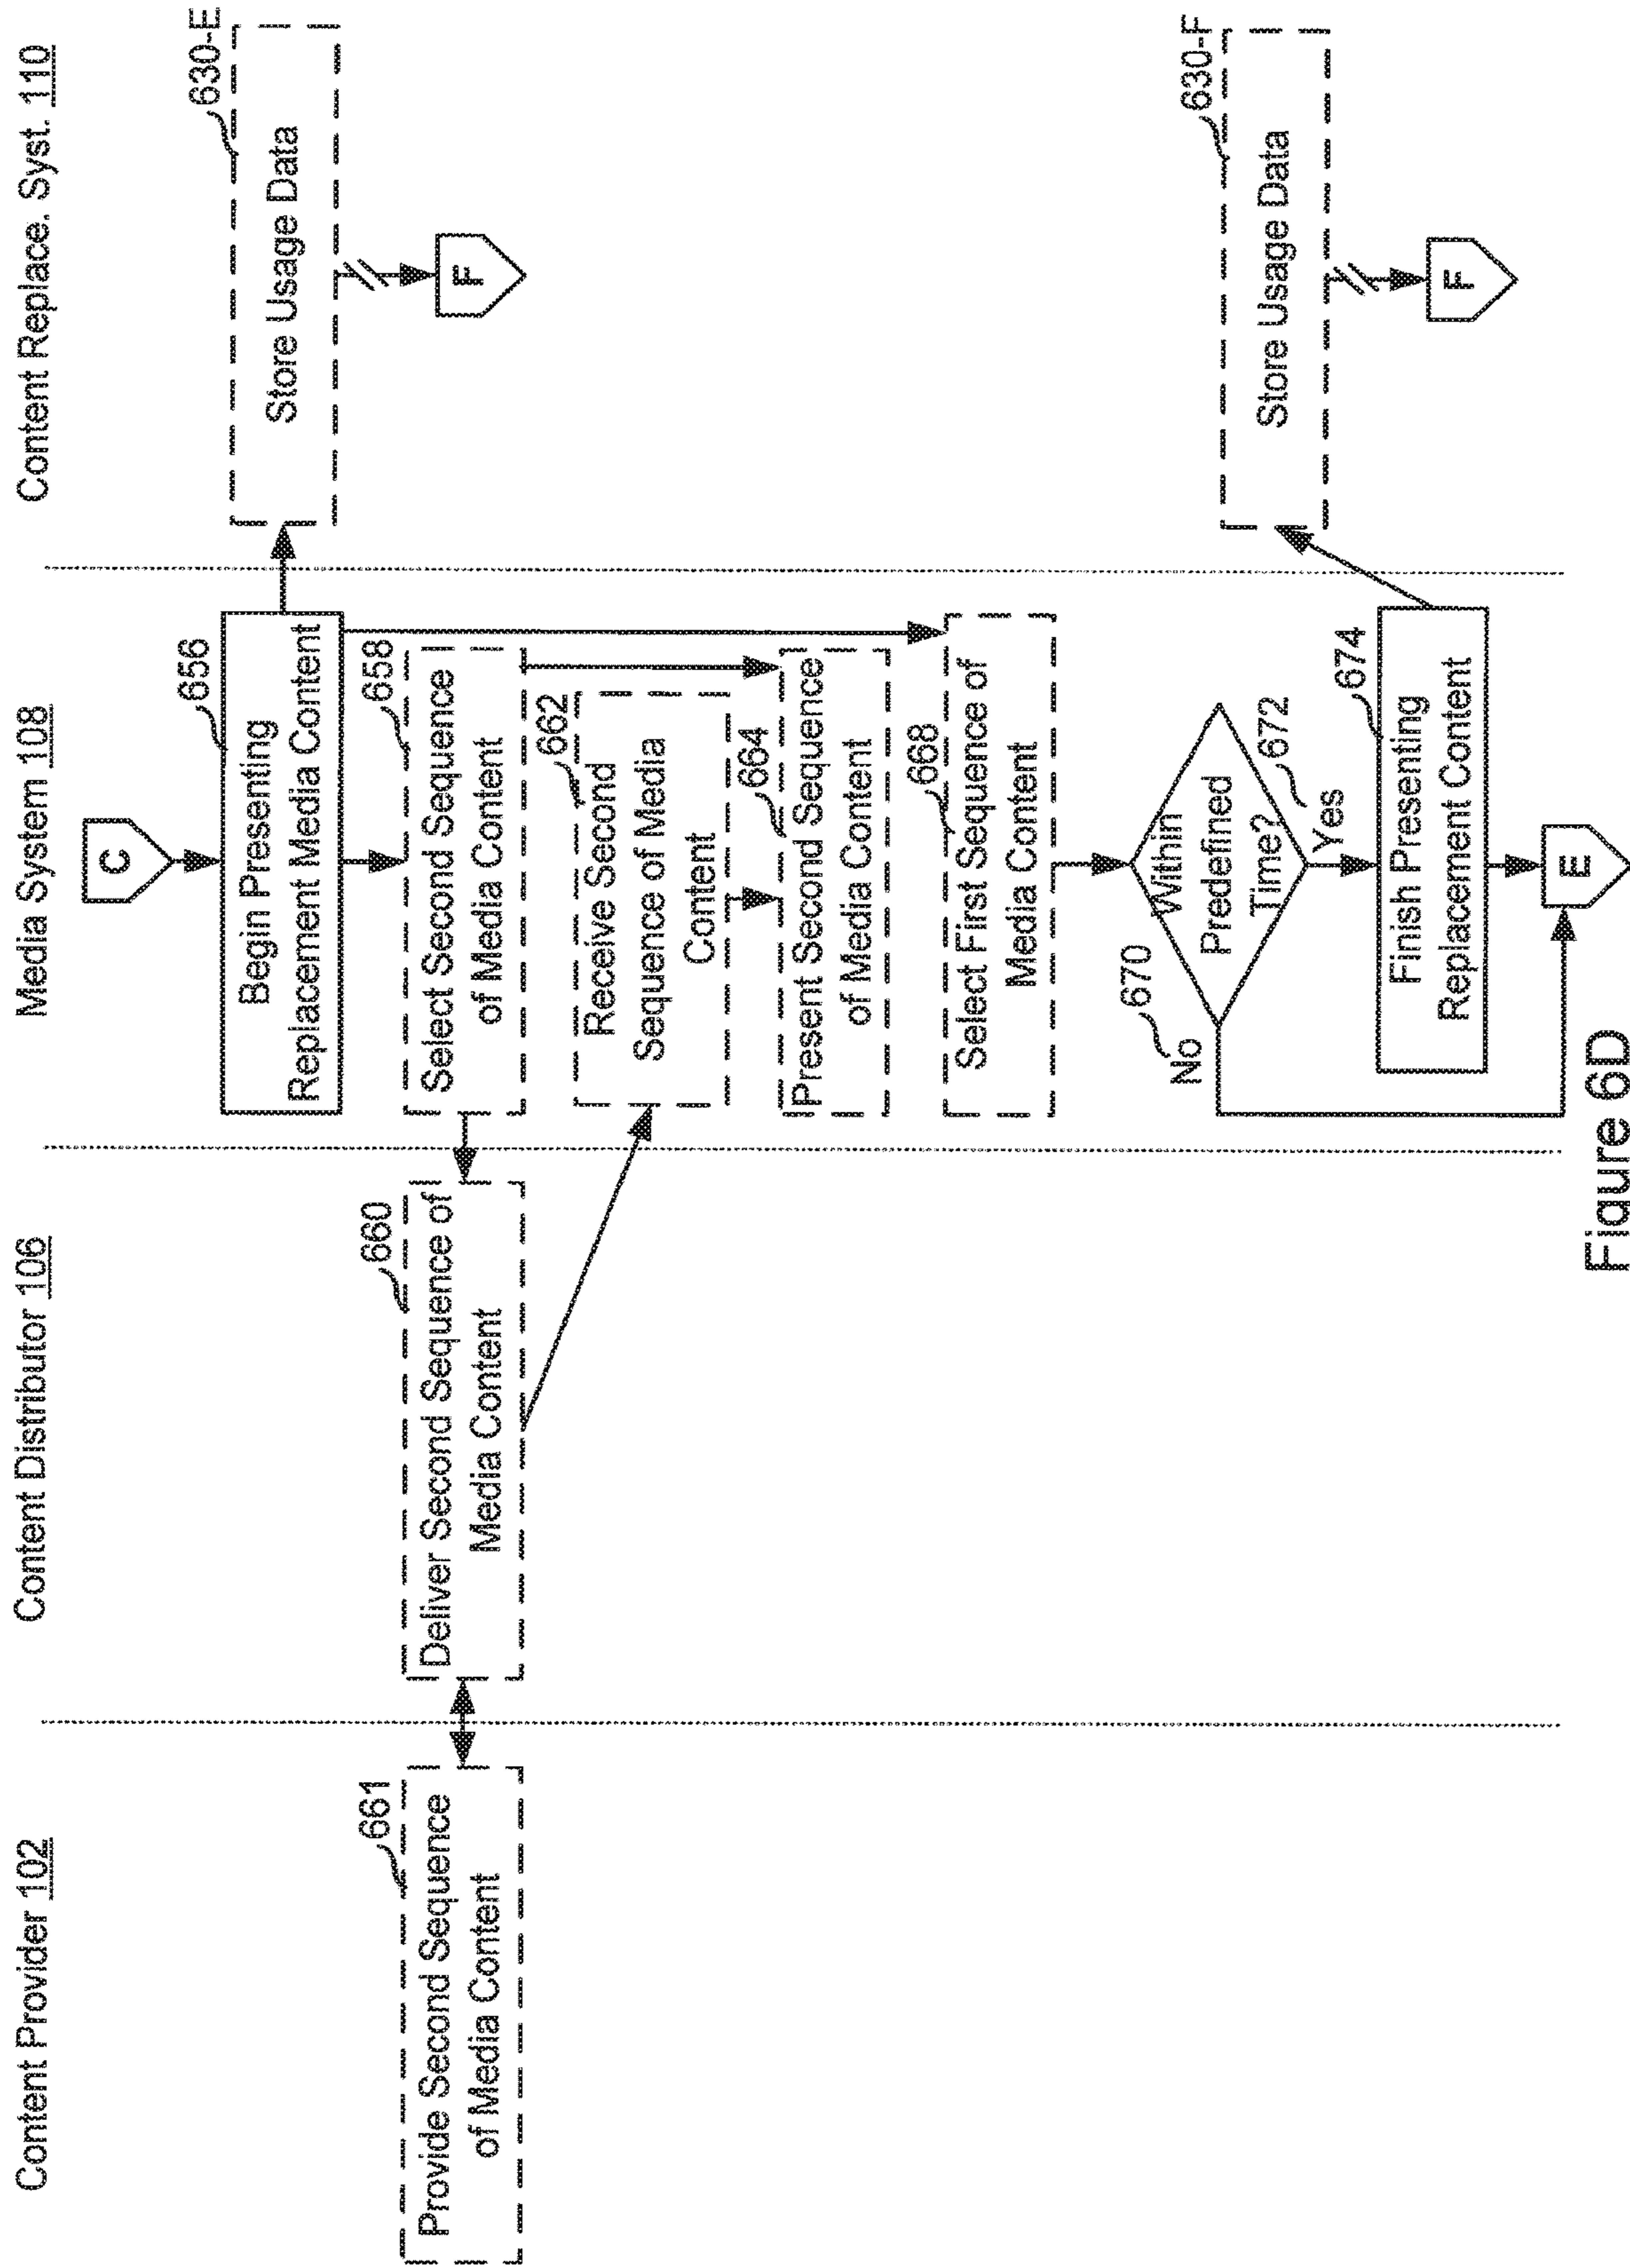 Content Provider 102
Content Distributor 106
Media System 108
Content Replace. Syst. 110
C
656
Begin Presenting
Replacement Media Content
630-E
Store Usage Data
F
661
Provide Second Sequence
of Media Content
660
Deliver Second Sequence of
Media Content
658
Select Second Sequence
of Media Content
662
Receive Second
Sequence of Media
Content
664
Present Second Sequence
of Media Content
668
Select First Sequence of
Media Content
670
No
Within
Predefined
Time?
672
Yes
674
Finish Presenting
Replacement Content
630-F
Store Usage Data
F
E
Figure 6D